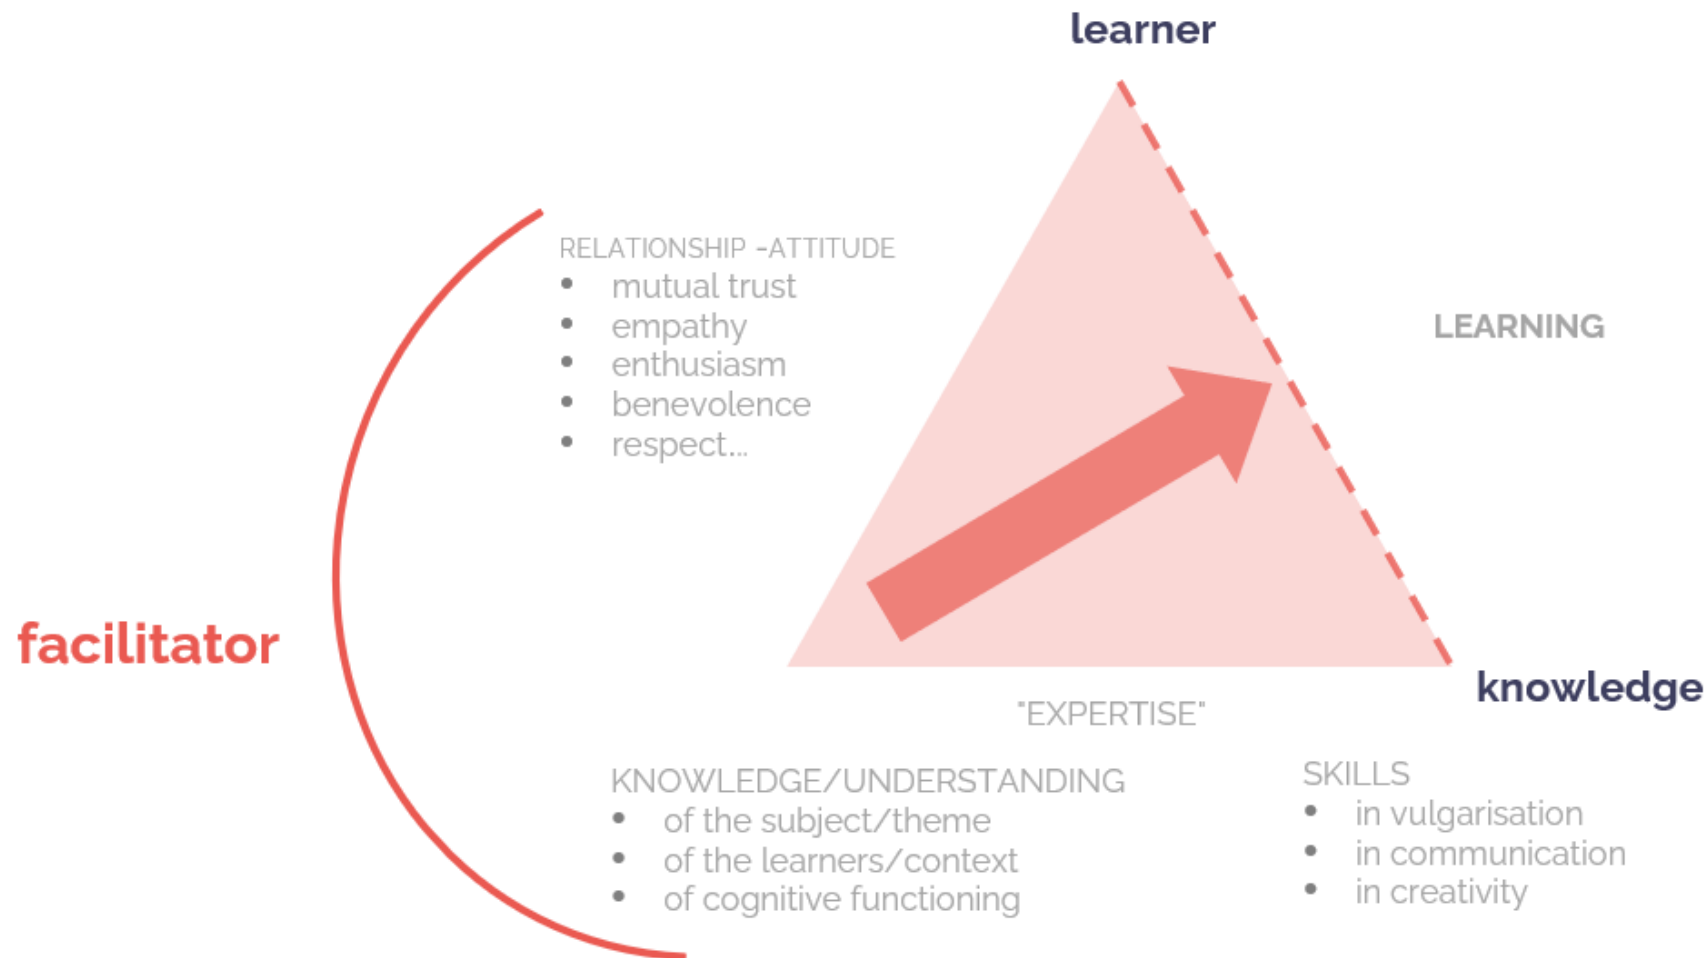 learner
RELATIONSHIP -ATTITUDE
• mutual trust
• empathy
• enthusiasm
• benevolence
• respect...
LEARNING
facilitator
knowledge
"EXPERTISE"
KNOWLEDGE/UNDERSTANDING
• of the subject/theme
• of the learners/context
• of cognitive functioning
SKILLS
• in vulgarisation
• in communication
• in creativity